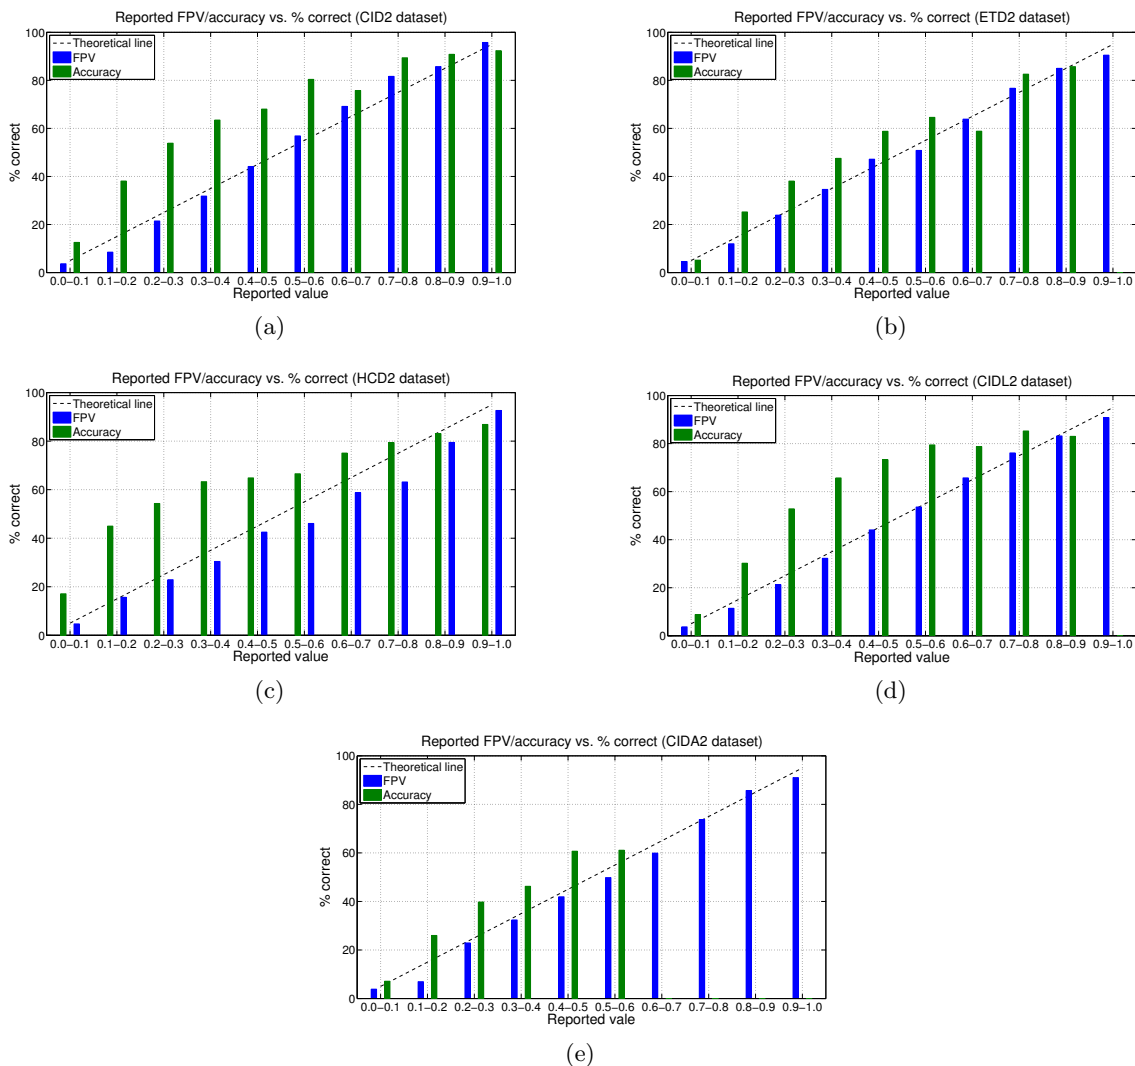 Reported FPV/accuracy vs. % correct (CID2 dataset)
100
80
60
40
20
0
% correct
Theoretical line
FPV
Accuracy
0.0−0.1 0.1−0.2 0.2−0.3 0.3−0.4 0.4−0.5 0.5−0.6 0.6−0.7 0.7−0.8 0.8−0.9 0.9−1.0
Reported value
(a)
Reported FPV/accuracy vs. % correct (ETD2 dataset)
100
80
60
40
20
0
% correct
Theoretical line
FPV
Accuracy
0.0−0.1 0.1−0.2 0.2−0.3 0.3−0.4 0.4−0.5 0.5−0.6 0.6−0.7 0.7−0.8 0.8−0.9 0.9−1.0
Reported value
(b)
Reported FPV/accuracy vs. % correct (HCD2 dataset)
100
80
60
40
20
0
% correct
Theoretical line
FPV
Accuracy
0.0−0.1 0.1−0.2 0.2−0.3 0.3−0.4 0.4−0.5 0.5−0.6 0.6−0.7 0.7−0.8 0.8−0.9 0.9−1.0
Reported value
(c)
Reported FPV/accuracy vs. % correct (CIDL2 dataset)
100
80
60
40
20
0
% correct
Theoretical line
FPV
Accuracy
0.0−0.1 0.1−0.2 0.2−0.3 0.3−0.4 0.4−0.5 0.5−0.6 0.6−0.7 0.7−0.8 0.8−0.9 0.9−1.0
Reported value
(d)
Reported FPV/accuracy vs. % correct (CIDA2 dataset)
100
80
60
40
20
0
% correct
Theoretical line
FPV
Accuracy
0.0−0.1 0.1−0.2 0.2−0.3 0.3−0.4 0.4−0.5 0.5−0.6 0.6−0.7 0.7−0.8 0.8−0.9 0.9−1.0
Reported vale
(e)